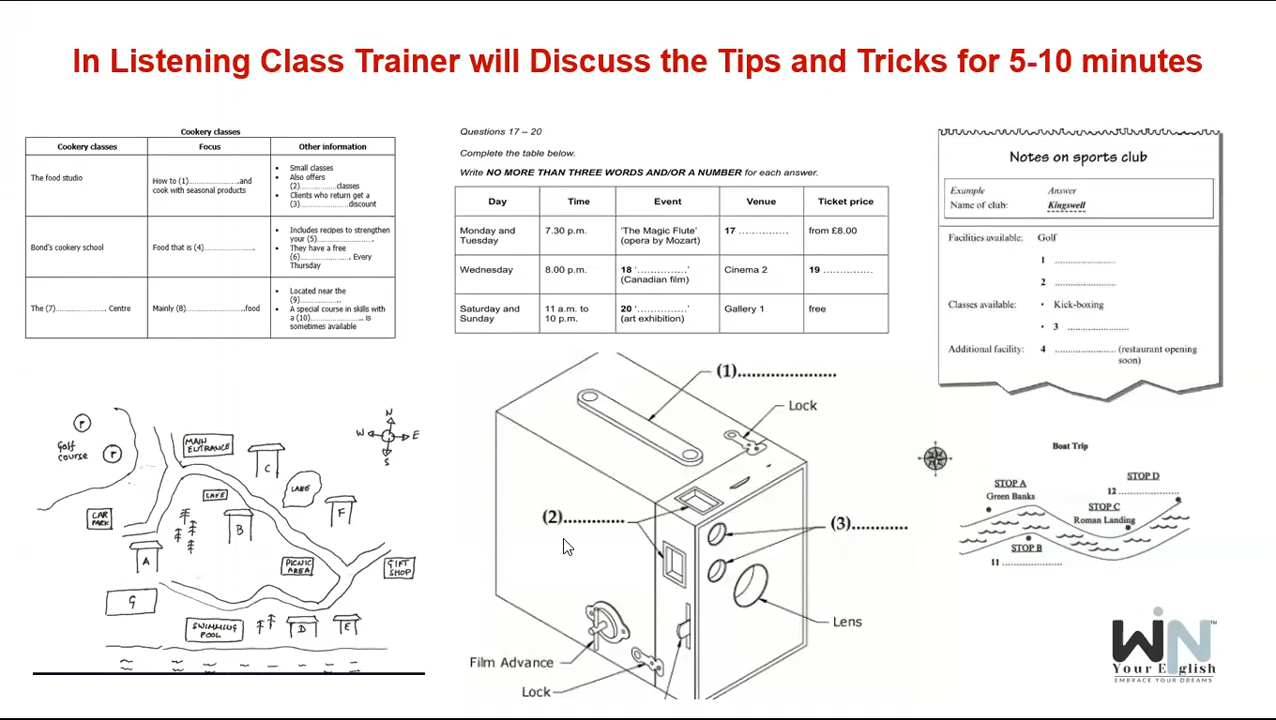 In Listening Class Trainer will Discuss the Tips and Tricks for 5-10 minutes
Cookery classes
Cookery classes
Focus
Other information
The food studio
How to (1)......................and
cook with seasonal products
• Small classes
• Also offers
(2)...............classes
• Clients who return get a
(3)....................discount
Bond's cookery school
Food that is (4)....................
• Includes recipes to strengthen
your (5).......................
• They have a free
(6)..................... Every
Thursday
The (7)........................ Centre
Mainly (8)........................food
• Located near the
(9)....................
• A special course in skills with
a (10)...................... is
sometimes available
Questions 17 – 20
Complete the table below.
Write NO MORE THAN THREE WORDS AND/OR A NUMBER for each answer.
Day
Time
Event
Venue
Ticket price
Monday and
Tuesday
7.30 p.m.
'The Magic Flute'
(opera by Mozart)
17 ..............
from £8.00
Wednesday
8.00 p.m.
18 '..............'
(Canadian film)
Cinema 2
19 ..............
Saturday and
Sunday
11 a.m. to
10 p.m.
20 '..............'
(art exhibition)
Gallery 1
free
Notes on sports club
Example
Answer
Name of club:
Kingswell
Facilities available:
Golf
1 ......................
2 ......................
Classes available:
• Kick-boxing
• 3 ......................
Additional facility:
4 ...................... (restaurant opening
soon)
P
Golf
course
P
MAIN
ENTRANCE
C
N
W
E
S
CAR
PARK
CAFE
LAKE
B
F
A
PICNIC
AREA
GIFT
SHOP
G
SWIMMING
POOL
D
E
(1)....................
Lock
(2).............
(3)............
Lens
Film Advance
Lock
Boat Trip
STOP A
Green Banks
STOP D
12 ....................
STOP C
Roman Landing
STOP B
11 ....................
WiN
TM
Your English
EMBRACE YOUR DREAMS